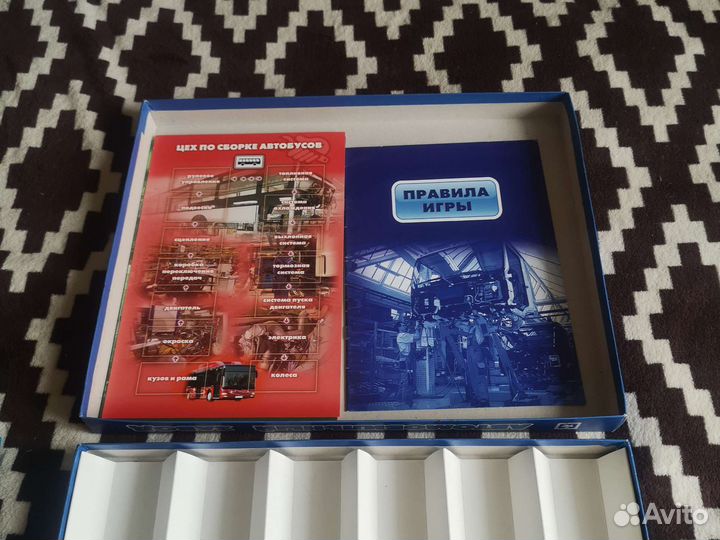 ЦЕХ ПО СБОРКЕ АВТОБУСОВ
рулевое
управление
топливная
система
подвеска
система
охлаждения
сцепление
выхлопная
система
коробка
переключения
передач
тормозная
система
двигатель
система пуска
двигателя
окраска
электрика
кузов и рама
колеса
ПРАВИЛА
ИГРЫ
Avito